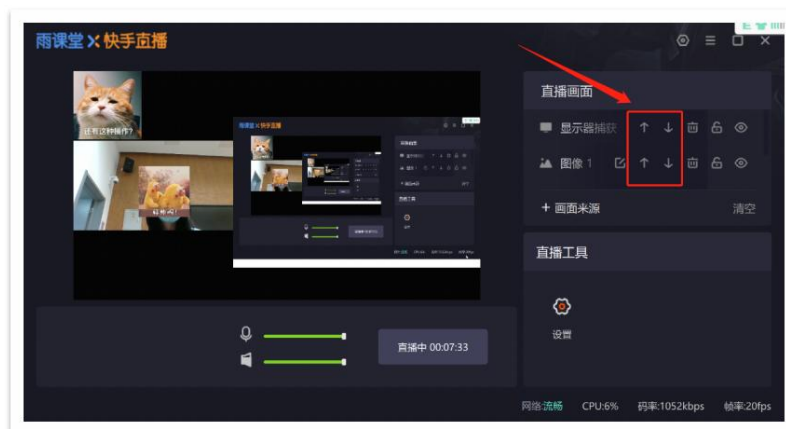 雨课堂 X 快手直播
还有这种操作?
直播画面
显示器捕获 ↑ ↓
图像 1 ↑ ↓
+ 画面来源 清空
直播工具
设置
直播中 00:07:33
网络:流畅 CPU:6% 码率:1052kbps 帧率:20fps